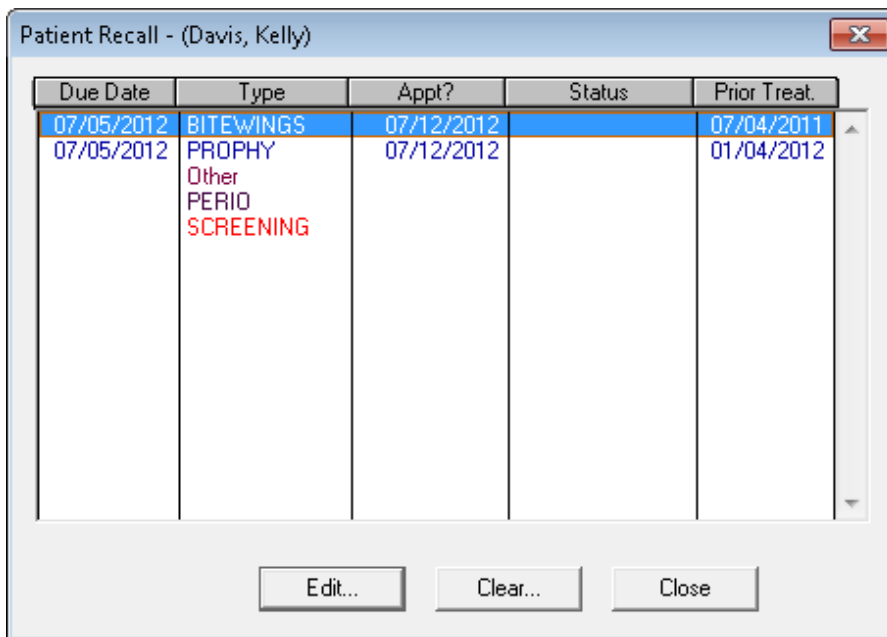 Patient Recall - (Davis, Kelly)
Due Date Type Appt? Status Prior Treat.
07/05/2012 BITEWINGS 07/12/2012 07/04/2011
07/05/2012 PROPHY 07/12/2012 01/04/2012
Other
PERIO
SCREENING
Edit... Clear... Close